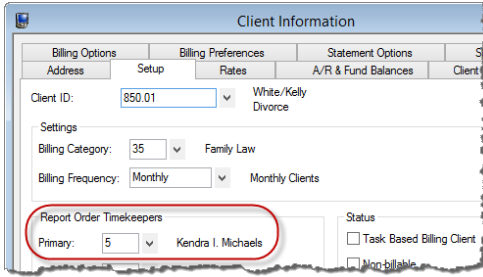 Client Information
Billing Options Billing Preferences Statement Options S
Address Setup Rates A/R & Fund Balances Client
Client ID: 850.01 White/Kelly
Divorce
Settings
Billing Category: 35 Family Law
Billing Frequency: Monthly Monthly Clients
Report Order Timekeepers Status
Primary: 5 Kendra I. Michaels Task Based Billing Client
Non-billable